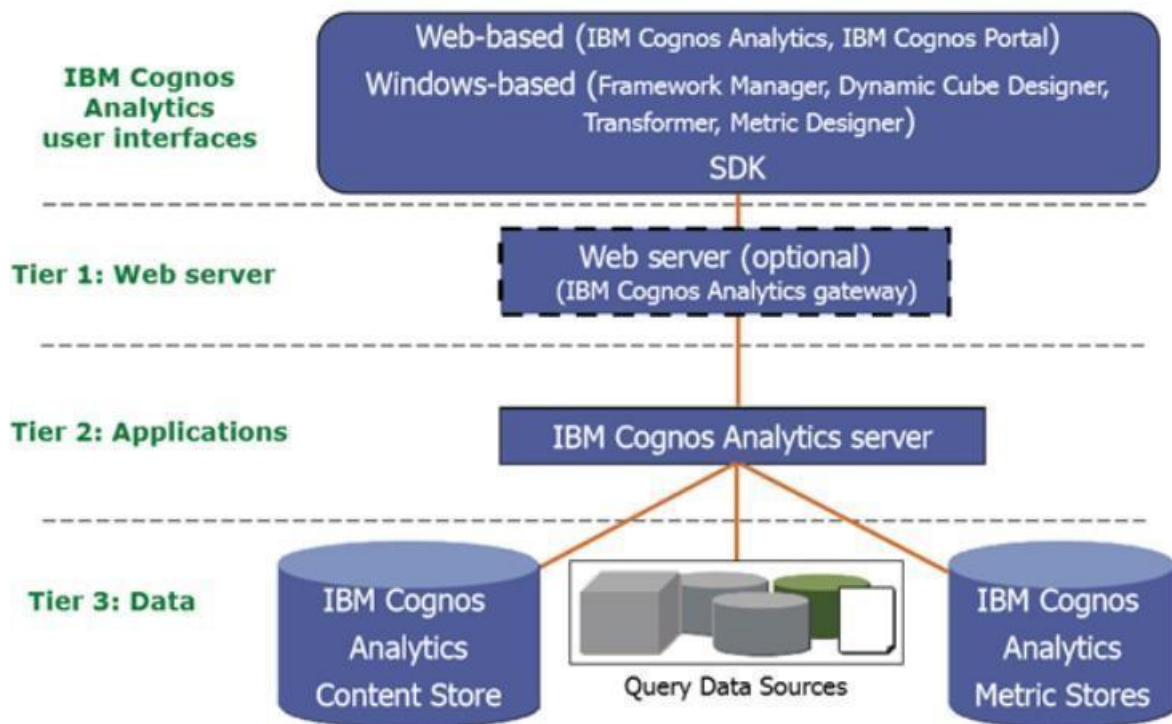 IBM Cognos
Analytics
user interfaces
Web-based (IBM Cognos Analytics, IBM Cognos Portal)
Windows-based (Framework Manager, Dynamic Cube Designer,
Transformer, Metric Designer)
SDK
Tier 1: Web server
Web server (optional)
(IBM Cognos Analytics gateway)
Tier 2: Applications
IBM Cognos Analytics server
Tier 3: Data
IBM Cognos
Analytics
Content Store
Query Data Sources
IBM Cognos
Analytics
Metric Stores